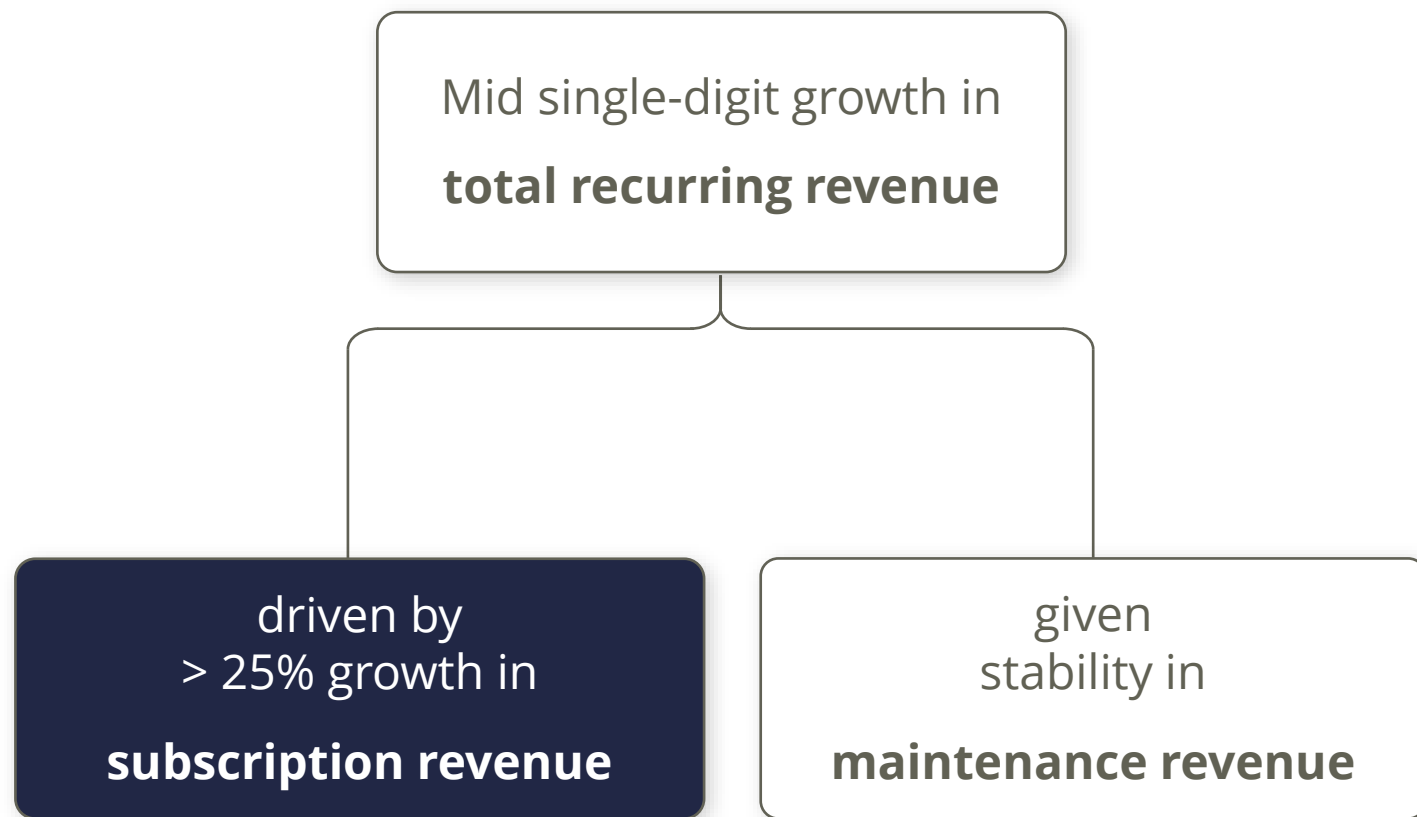 Mid single-digit growth in
total recurring revenue
driven by
> 25% growth in
subscription revenue
given
stability in
maintenance revenue